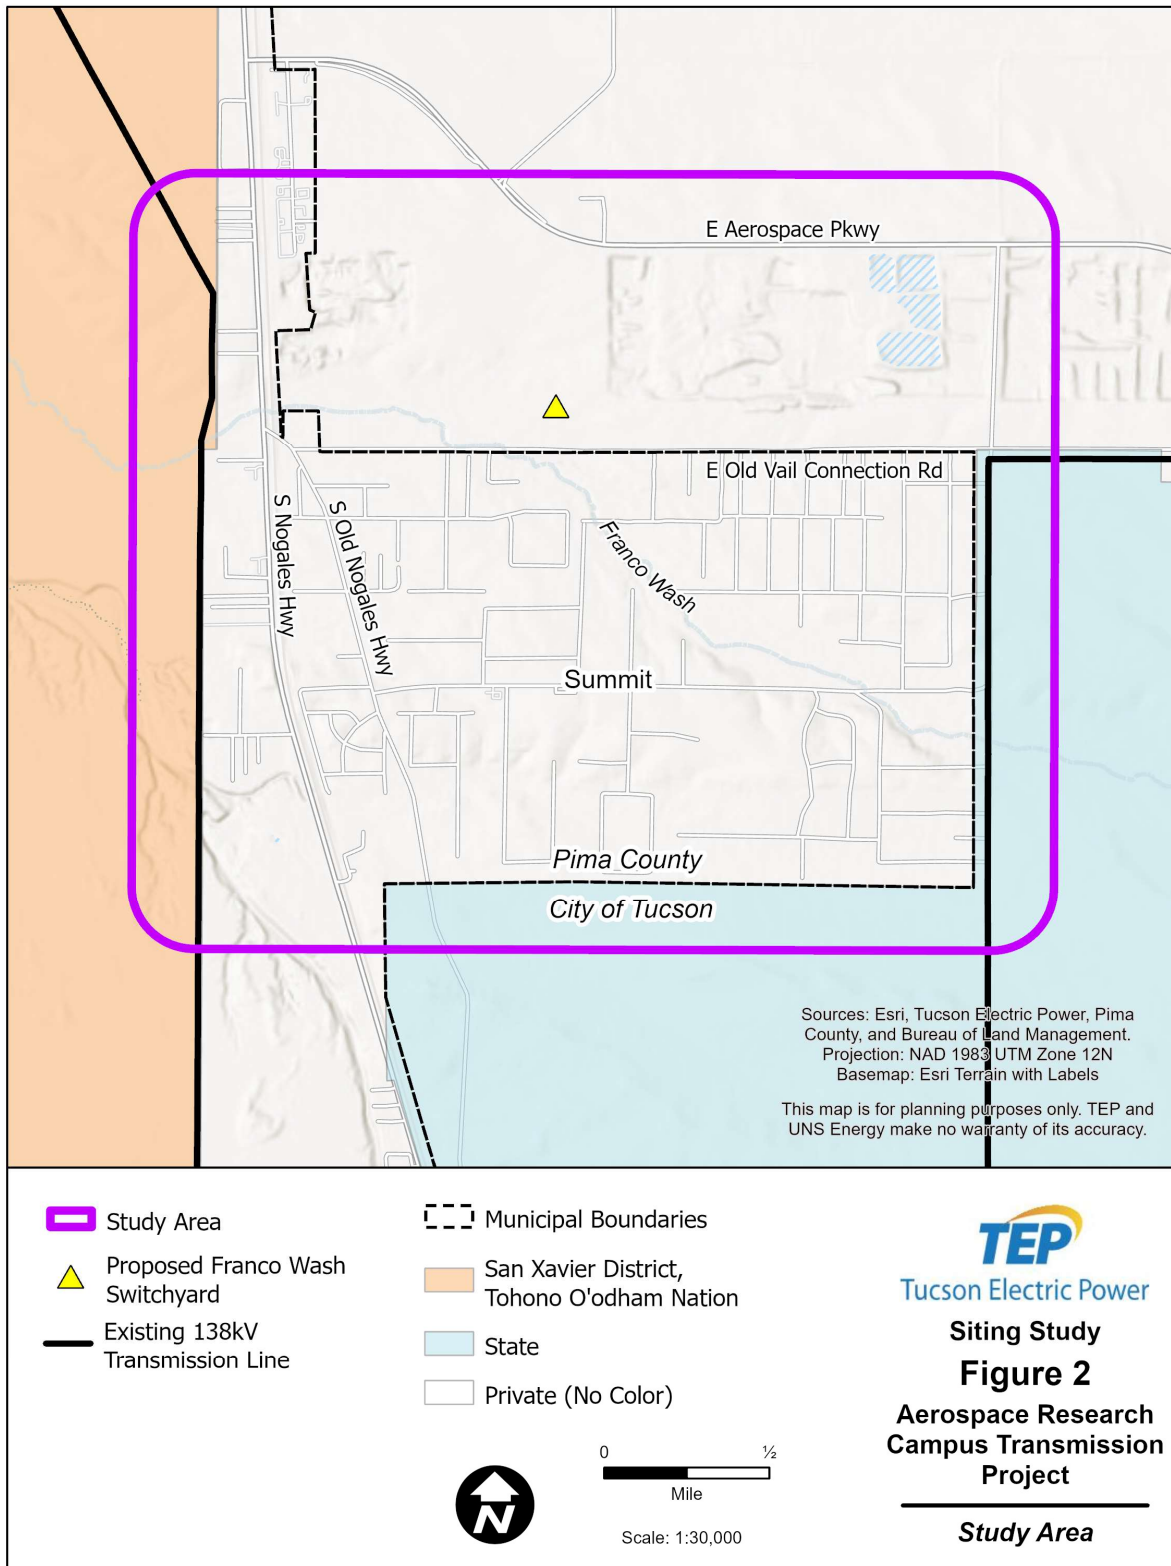 E Aerospace Pkwy
E Old Vail Connection Rd
S Nogales Hwy
S Old Nogales Hwy
Franco Wash
Summit
Pima County
City of Tucson
Sources: Esri, Tucson Electric Power, Pima
County, and Bureau of Land Management.
Projection: NAD 1983 UTM Zone 12N
Basemap: Esri Terrain with Labels
This map is for planning purposes only. TEP and
UNS Energy make no warranty of its accuracy.
Study Area
Proposed Franco Wash
Switchyard
Existing 138kV
Transmission Line
Municipal Boundaries
San Xavier District,
Tohono O'odham Nation
State
Private (No Color)
N
0 ½
Mile
Scale: 1:30,000
TEP
Tucson Electric Power
Siting Study
Figure 2
Aerospace Research
Campus Transmission
Project
Study Area